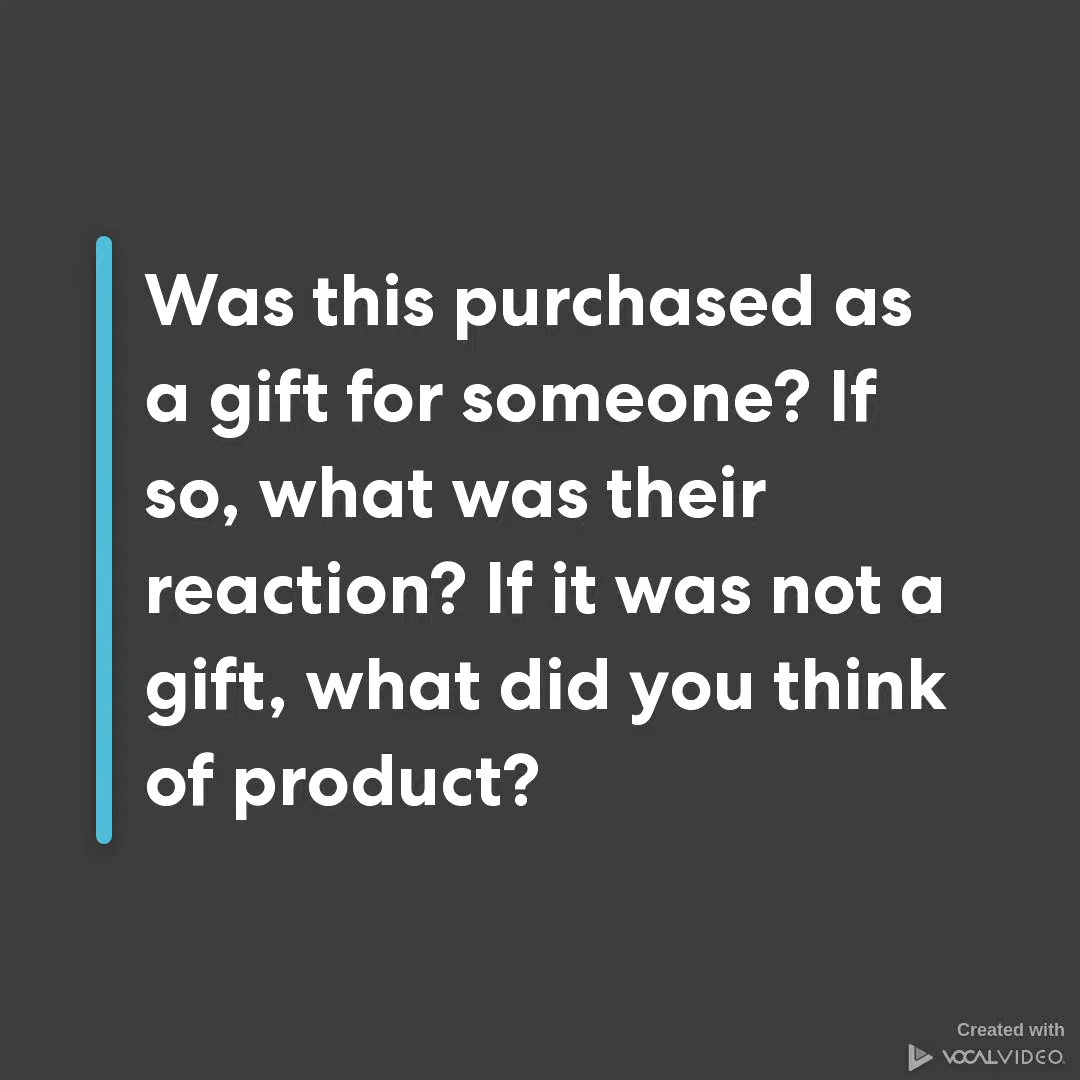 Was this purchased as
a gift for someone? If
so, what was their
reaction? If it was not a
gift, what did you think
of product?
Created with
VOCALVIDEO